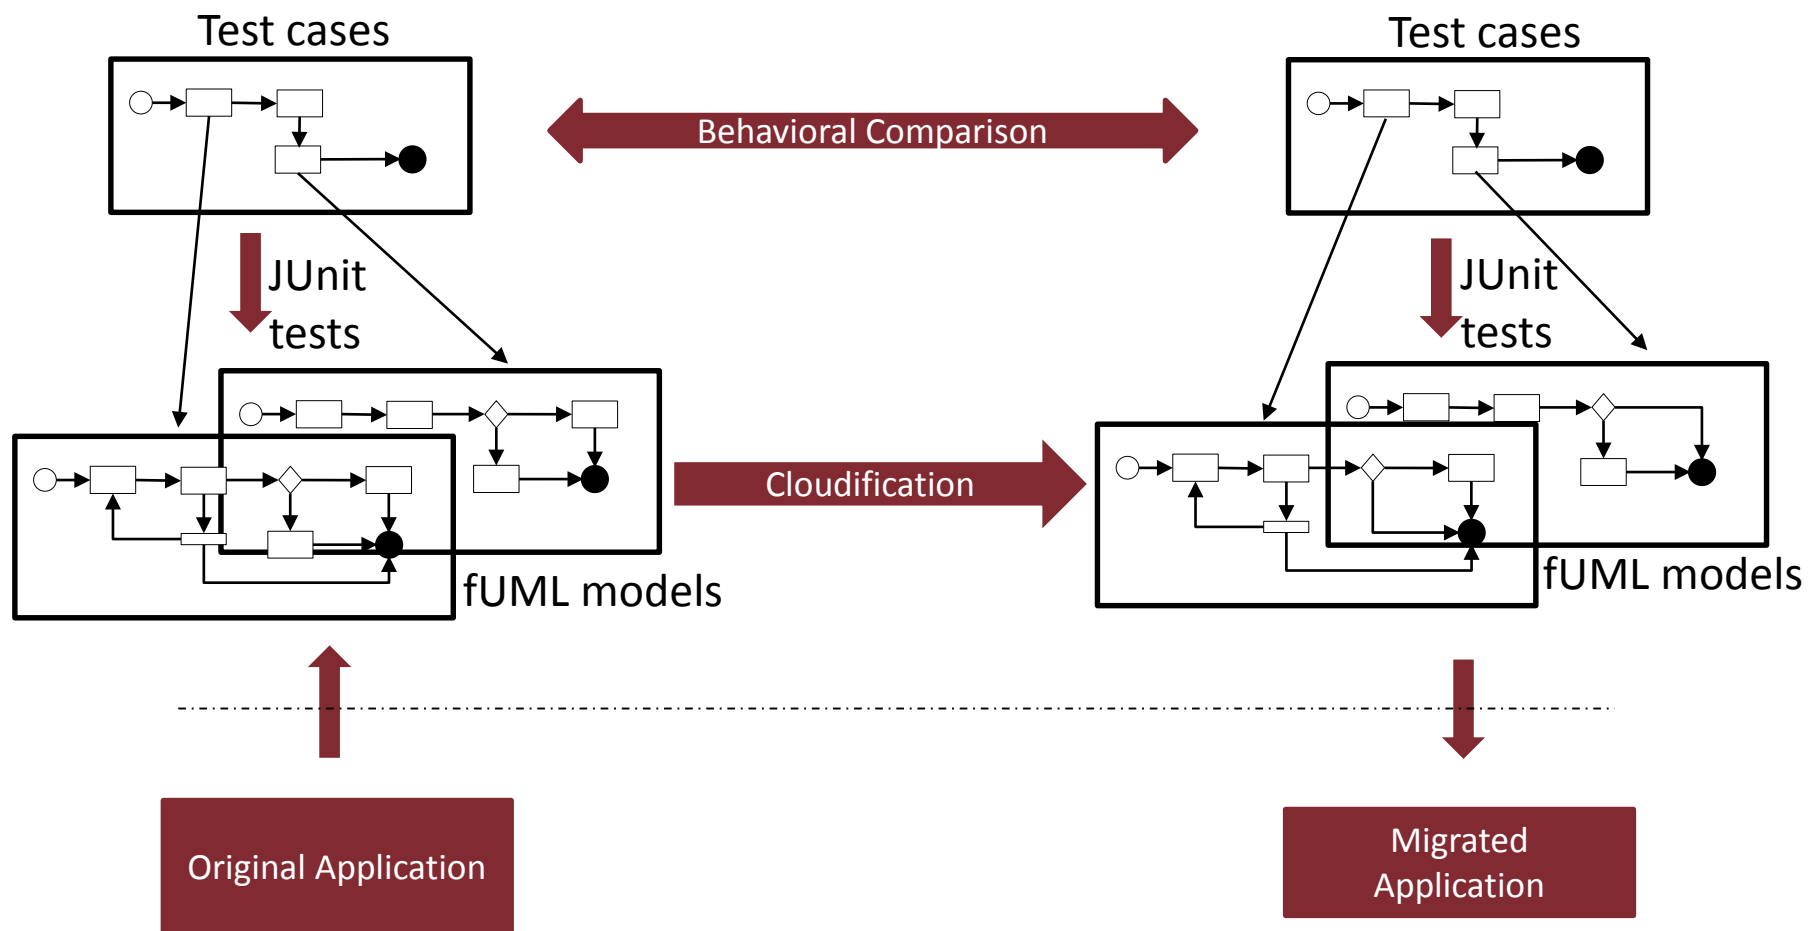 Test cases
Test cases
Behavioral Comparison
JUnit
tests
JUnit
tests
Cloudification
fUML models
fUML models
Original Application
Migrated
Application